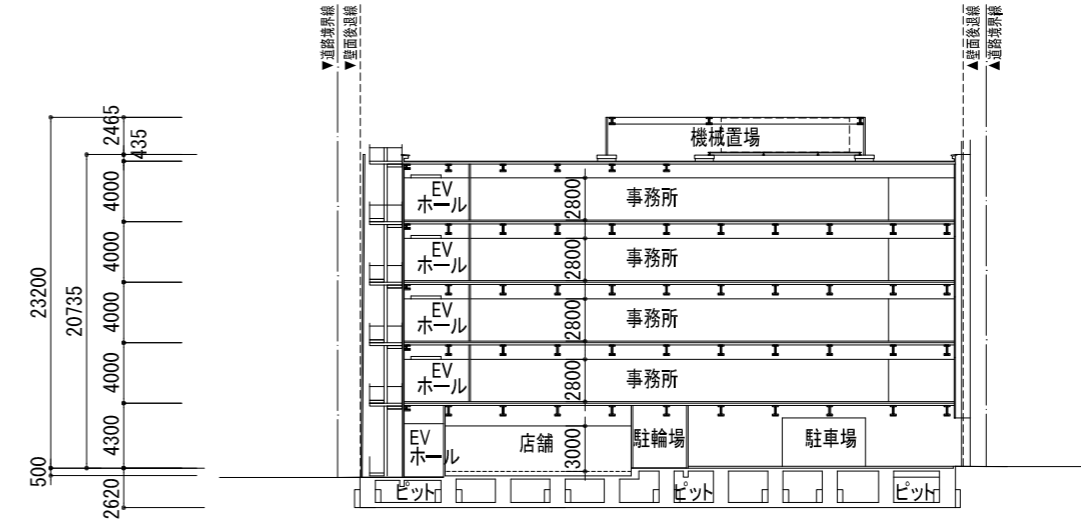 ▼道路境界線
▼壁面後退線
▼壁面後退線
▼道路境界線
2465
435
機械置場
4000
EV
ホール
2800
事務所
4000
EV
ホール
2800
事務所
23200
20735
4000
EV
ホール
2800
事務所
4000
EV
ホール
2800
事務所
4300
EV
ホール
店舗
3000
駐輪場
駐車場
500
2620
ピット
ピット
ピット